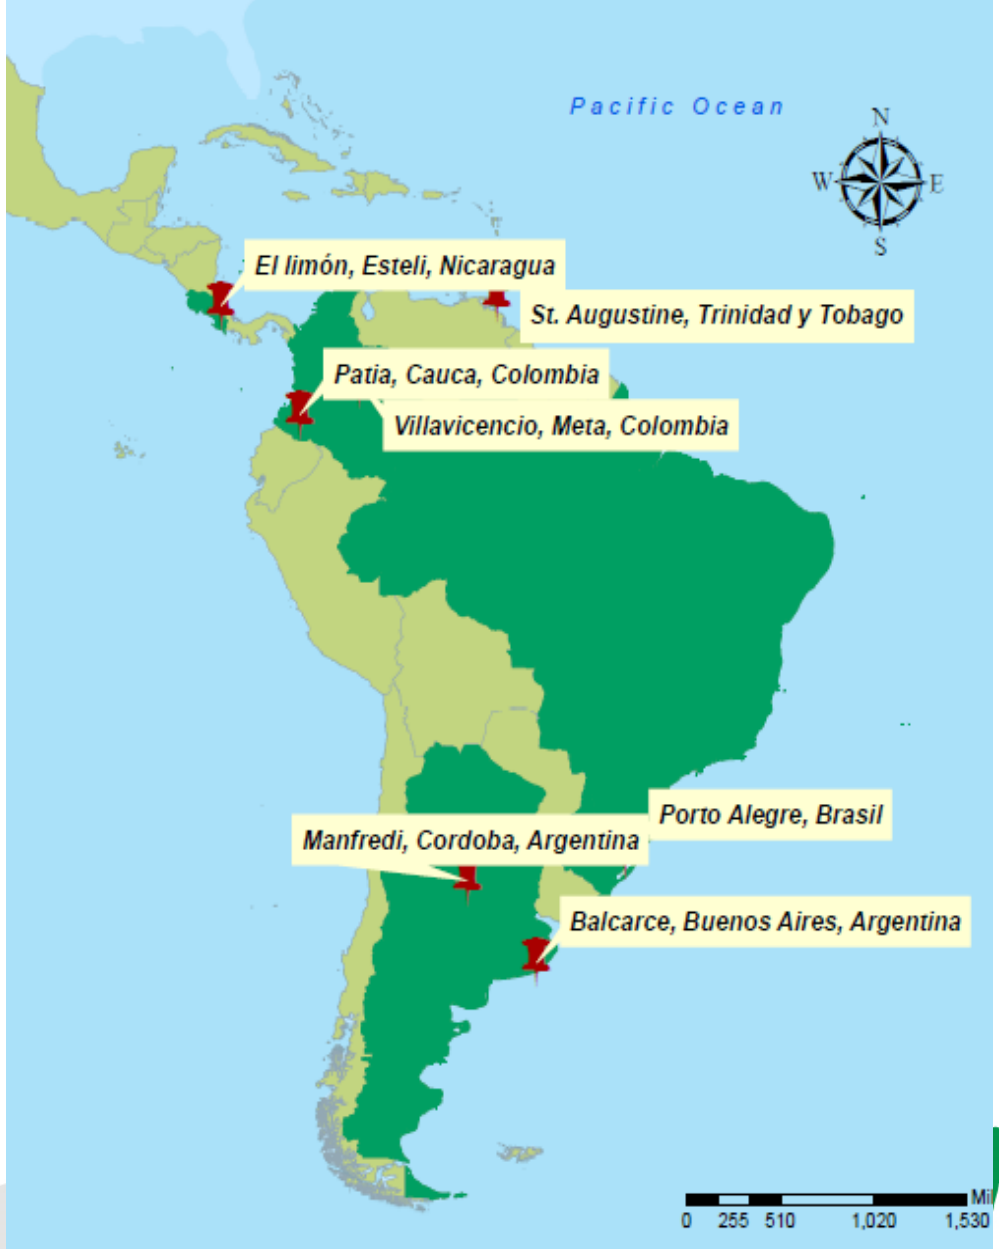 Pacific Ocean
N
W E
S
El limón, Esteli, Nicaragua
St. Augustine, Trinidad y Tobago
Patia, Cauca, Colombia
Villavicencio, Meta, Colombia
Porto Alegre, Brasil
Manfredi, Cordoba, Argentina
Balcarce, Buenos Aires, Argentina
Mil
0 255 510 1,020 1,530